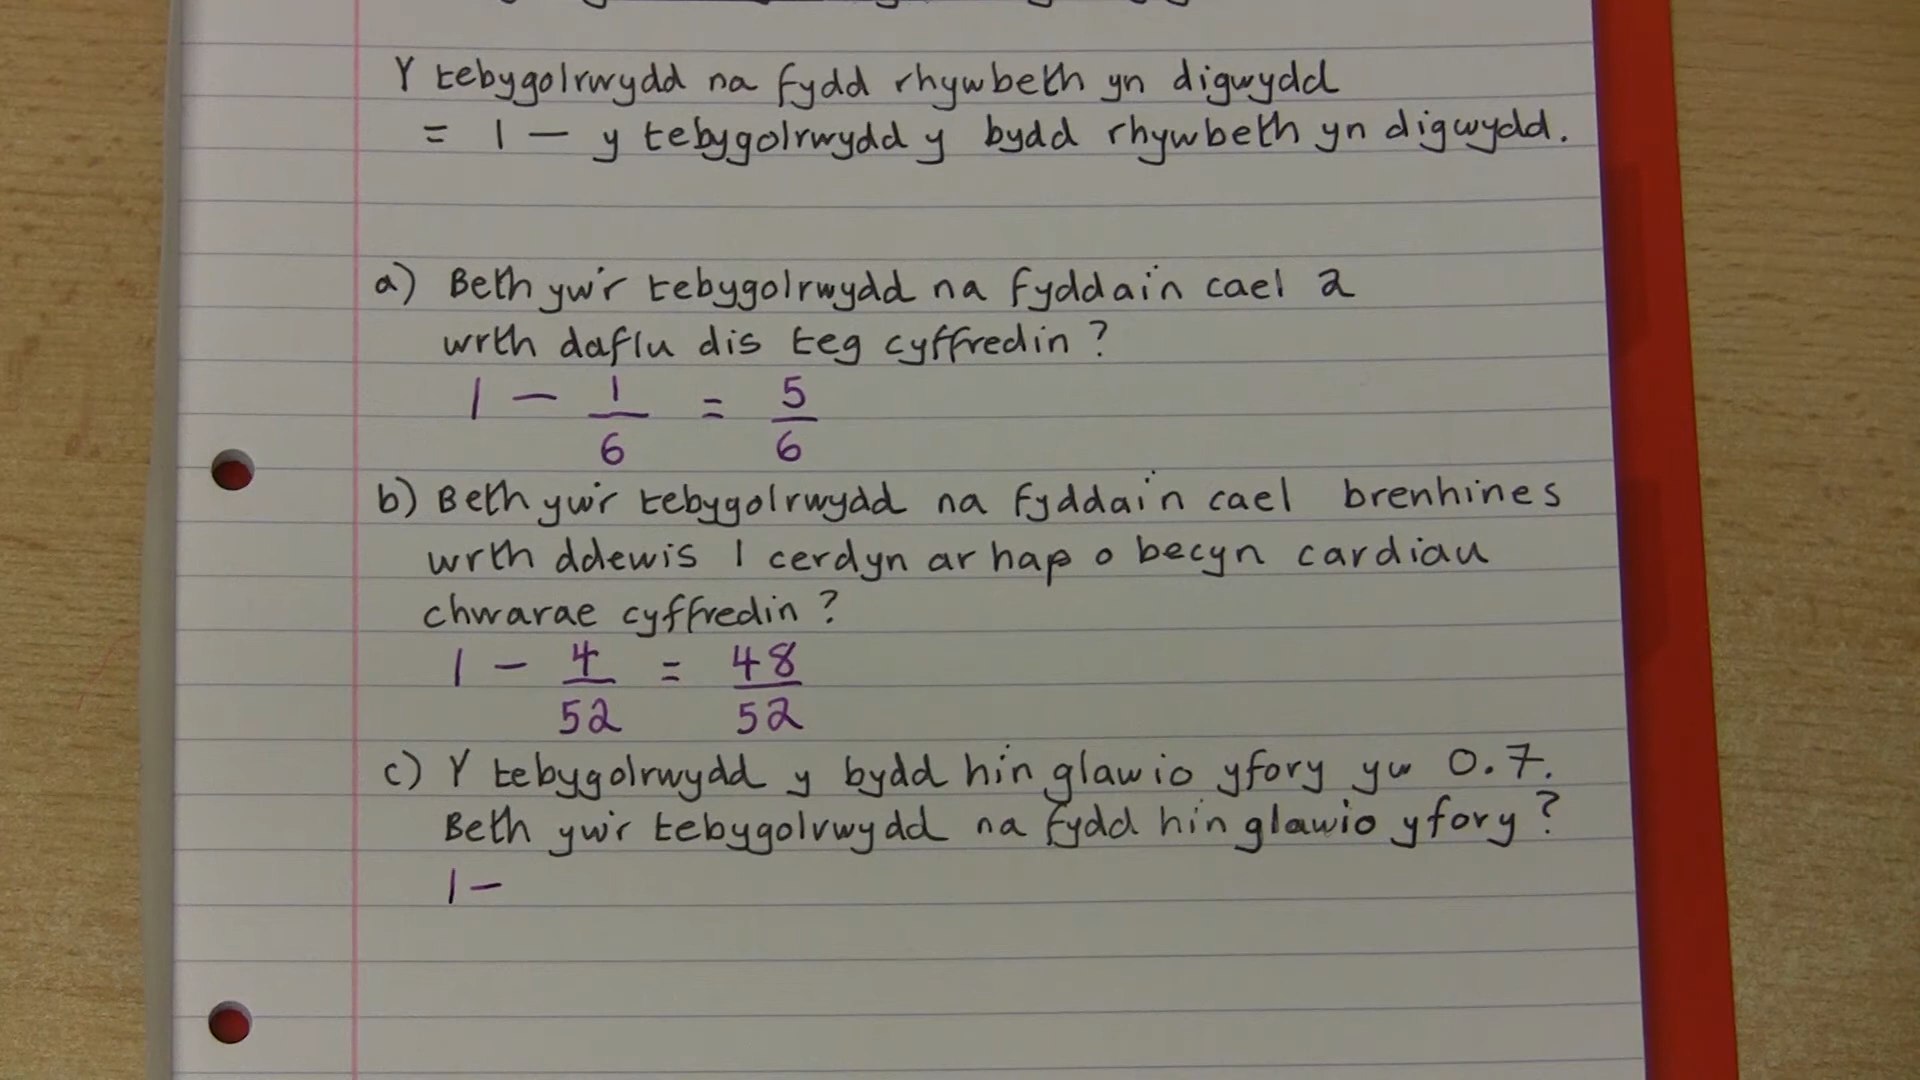 Y tebygolrwydd na fydd rhywbeth yn digwydd
= 1 – y tebygolrwydd y bydd rhywbeth yn digwydd.
a) Beth yw'r tebygolrwydd na fydda i'n cael 2
wrth daflu dis teg cyffredin?
1 – 1/6 = 5/6
b) Beth yw'r tebygolrwydd na fydda i'n cael brenhines
wrth ddewis 1 cerdyn ar hap o becyn cardiau
chwarae cyffredin?
1 – 4/52 = 48/52
c) Y tebygolrwydd y bydd hi'n glawio yfory yw 0.7.
Beth yw'r tebygolrwydd na fydd hi'n glawio yfory?
1 –